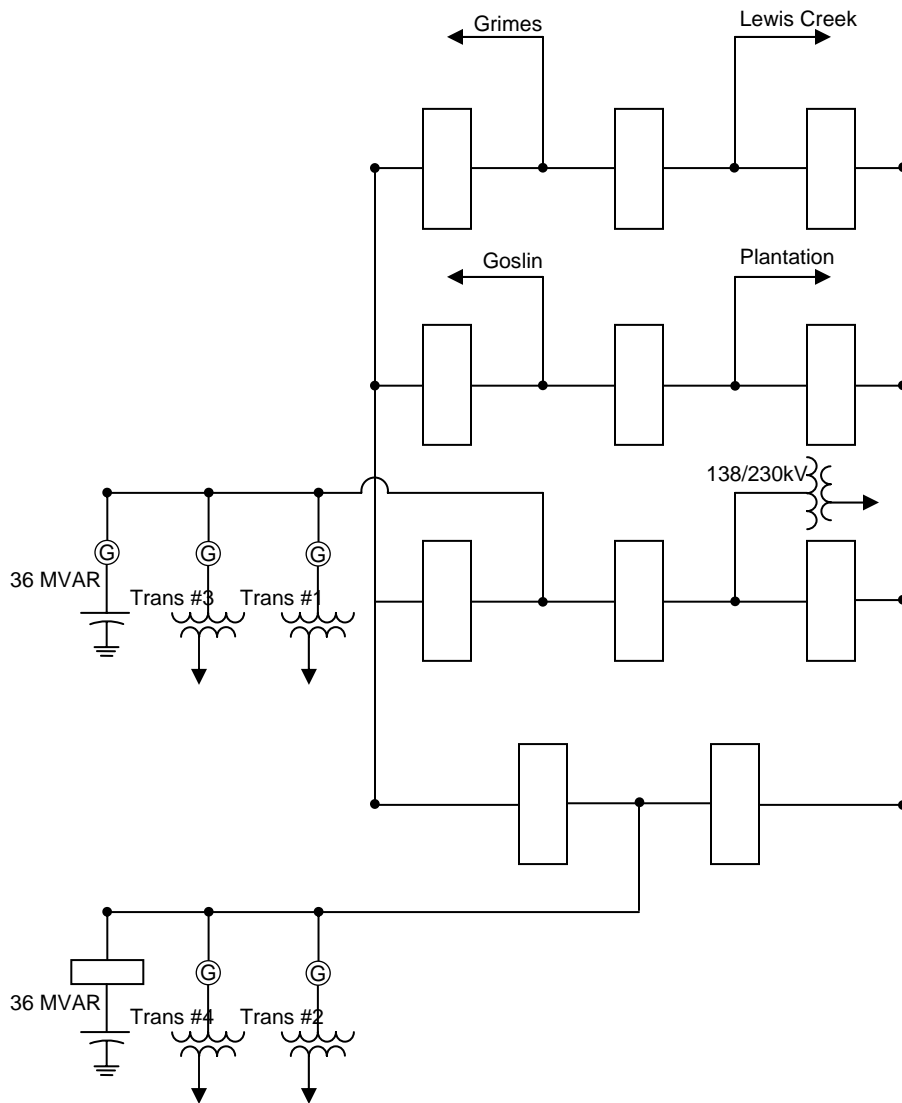 Grimes
Lewis Creek
Goslin
Plantation
138/230kV
G
G
G
36 MVAR
Trans #3
Trans #1
G
G
36 MVAR
Trans #4
Trans #2